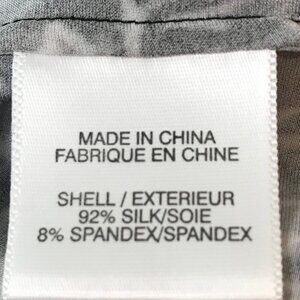 MADE IN CHINA
FABRIQUE EN CHINE
SHELL / EXTERIEUR
92% SILK/SOIE
8% SPANDEX/SPANDEX